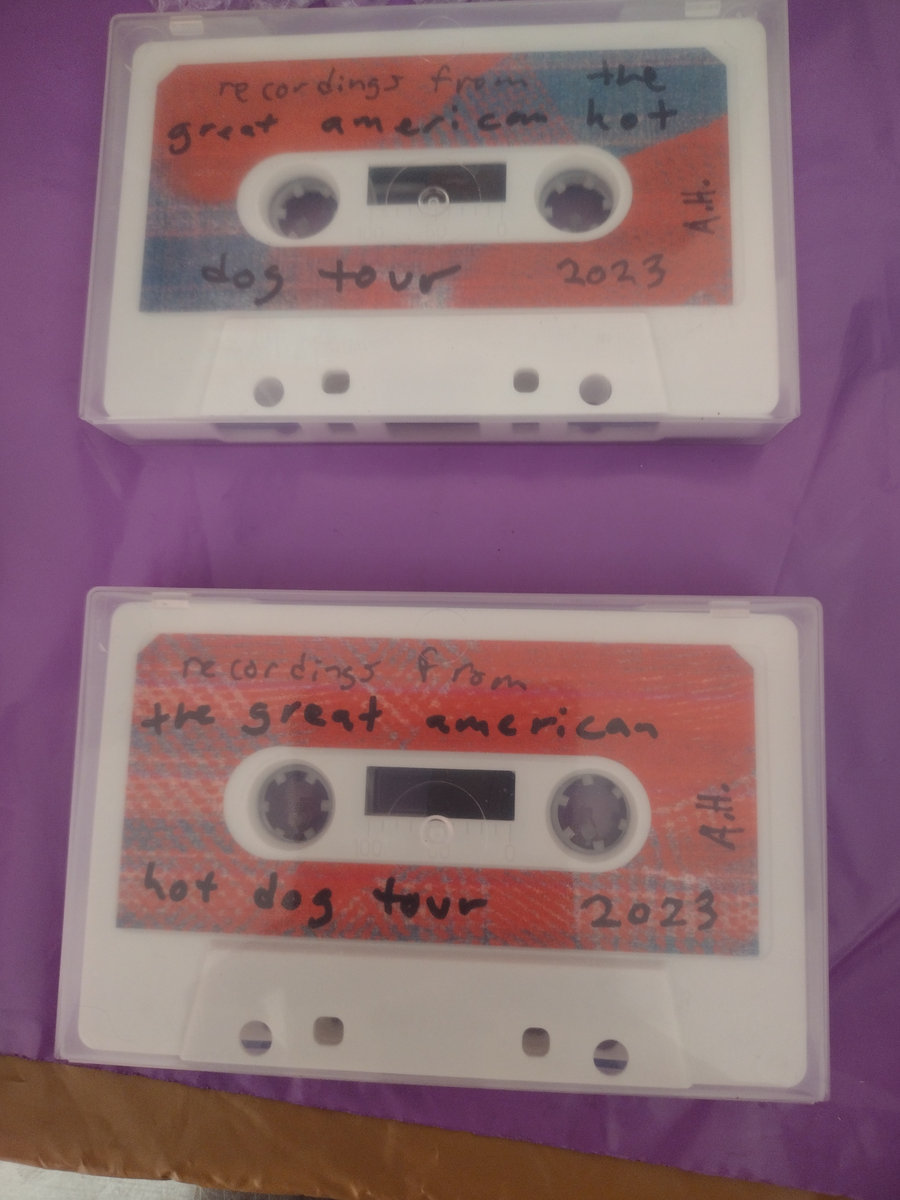 recordings from the
great american hot
A.H.
dog tour 2023
recordings from
the great american
A.H.
hot dog tour 2023